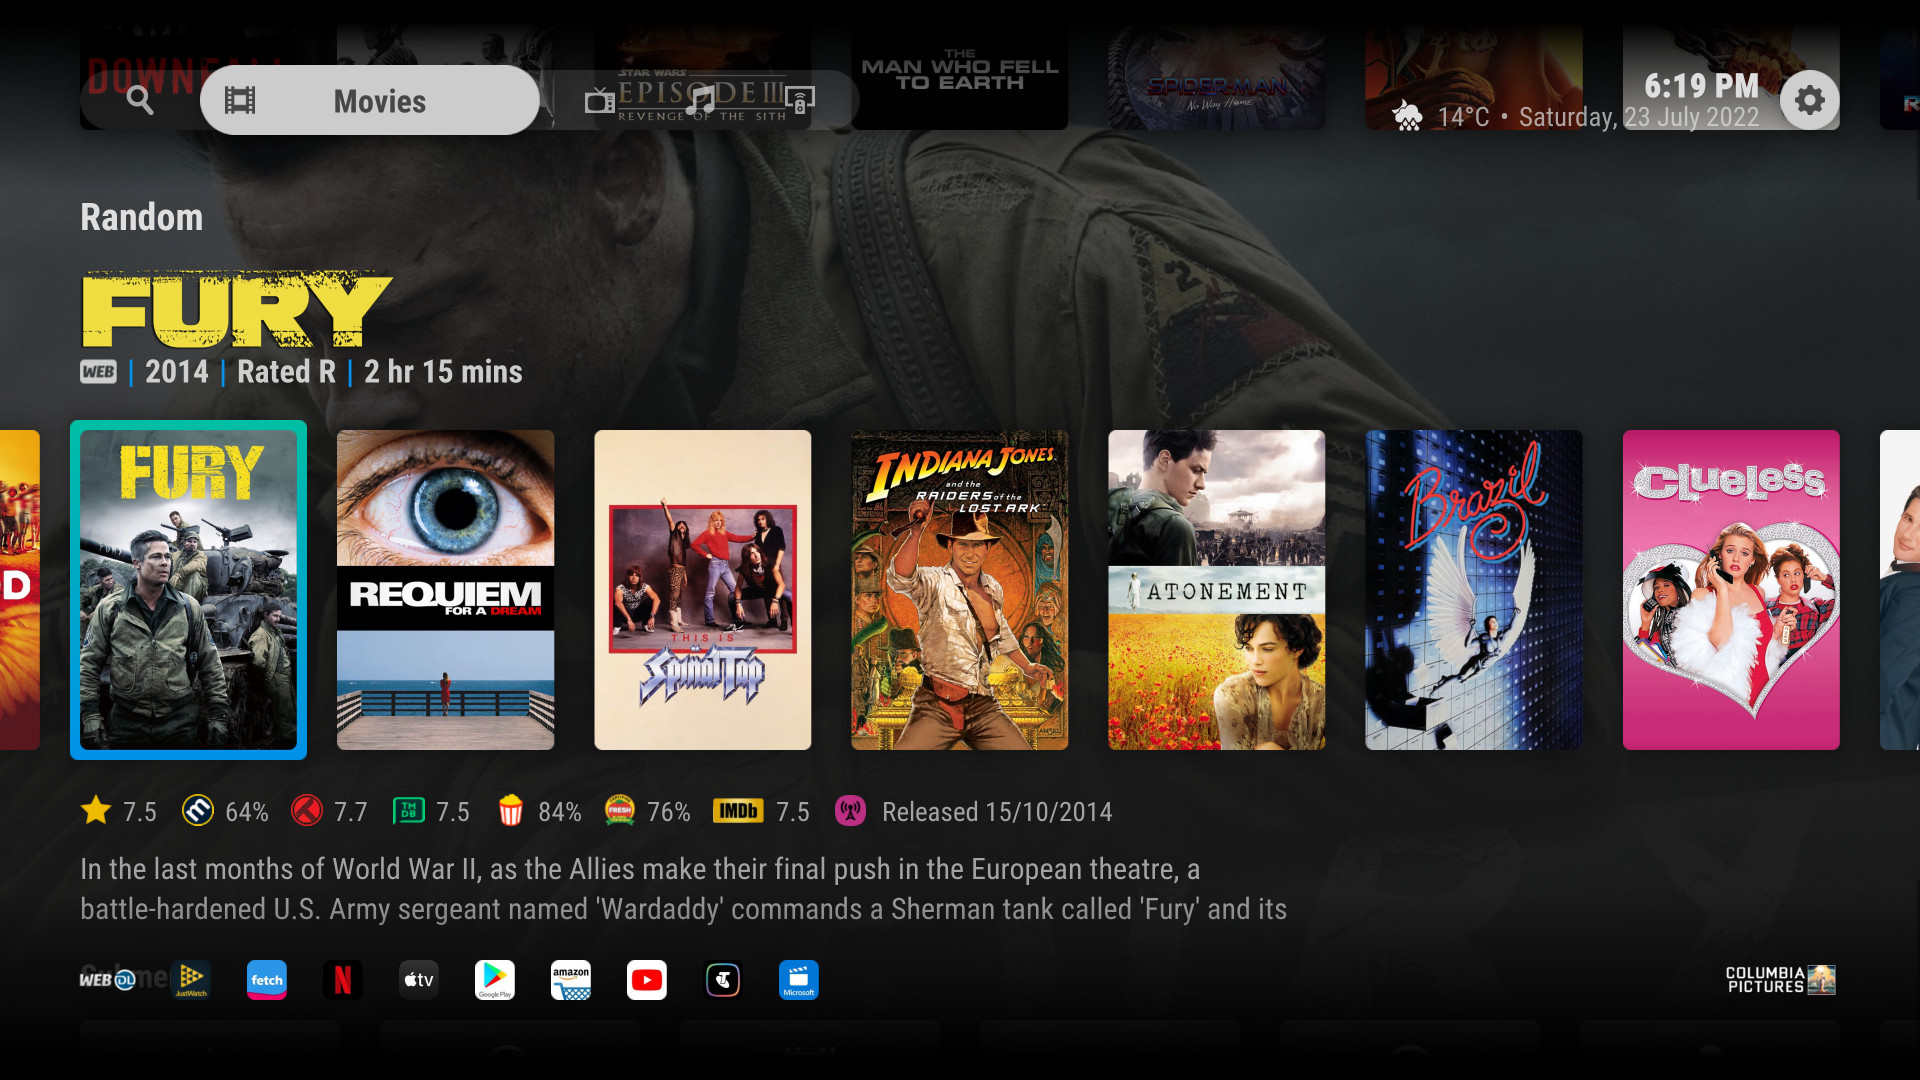 DOWNFALL
STAR WARS
EPISODE III
REVENGE OF THE SITH
THE
MAN WHO FELL
TO EARTH
SPIDER-MAN
No Way Home
Movies
6:19 PM
14°C • Saturday, 23 July 2022
Random
FURY
WEB | 2014 | Rated R | 2 hr 15 mins
D
FURY
REQUIEM
FOR A DREAM
THIS IS
Spın̈al Tap
INDIANA JONES
and the
RAIDERS of the
LOST ARK
ATONEMENT
Brazil
CLUELESS
7.5 64% 7.7 TMDB 7.5 84% FRESH 76% IMDb 7.5 Released 15/10/2014
In the last months of World War II, as the Allies make their final push in the European theatre, a
battle-hardened U.S. Army sergeant named 'Wardaddy' commands a Sherman tank called 'Fury' and its
WEB DL JustWatch fetch N tv Google Play amazon Microsoft
COLUMBIA
PICTURES